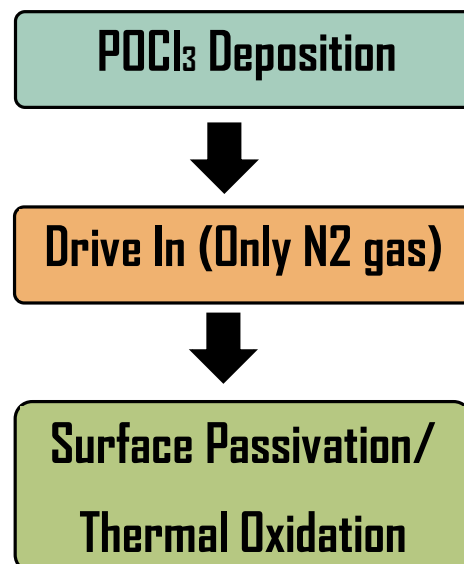 POCl₃ Deposition
Drive In (Only N2 gas)
Surface Passivation/
Thermal Oxidation